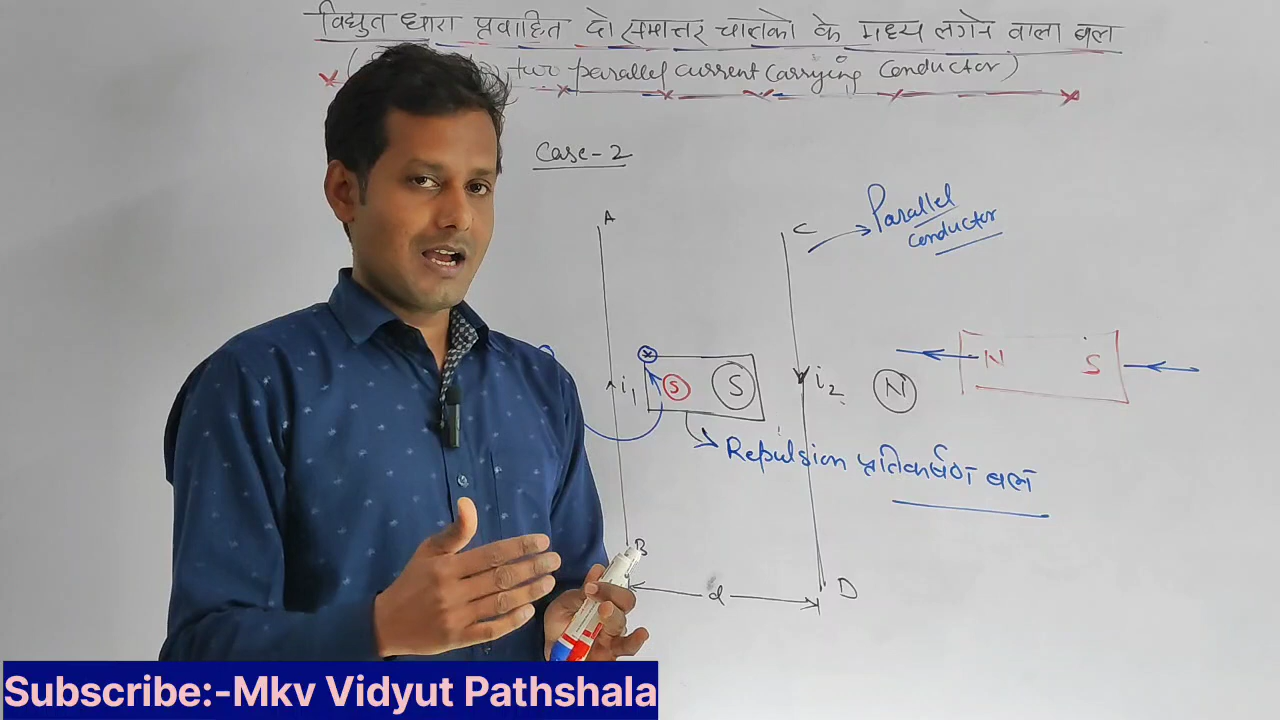 विद्युत धारा प्रवाहित दो समान्तर चालको के मध्य लगने वाला बल
two parallel current carrying conductor)
Case-2
A
C
Parallel
conductor
i1
S
S
i2
N
N
S
Repulsion प्रतिकर्षण बल
B
d
D
Subscribe:-Mkv Vidyut Pathshala